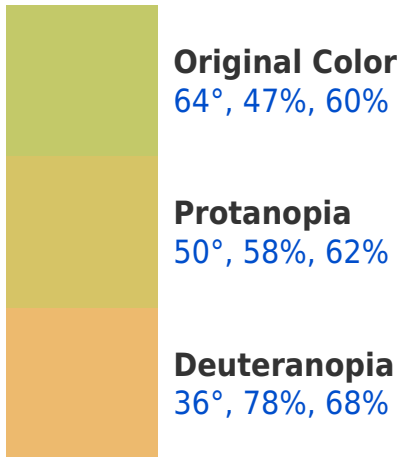 Original Color
64°, 47%, 60%
Protanopia
50°, 58%, 62%
Deuteranopia
36°, 78%, 68%